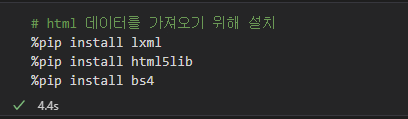 # html 데이터를 가져오기 위해 설치
%pip install lxml
%pip install html5lib
%pip install bs4
✓ 4.4s